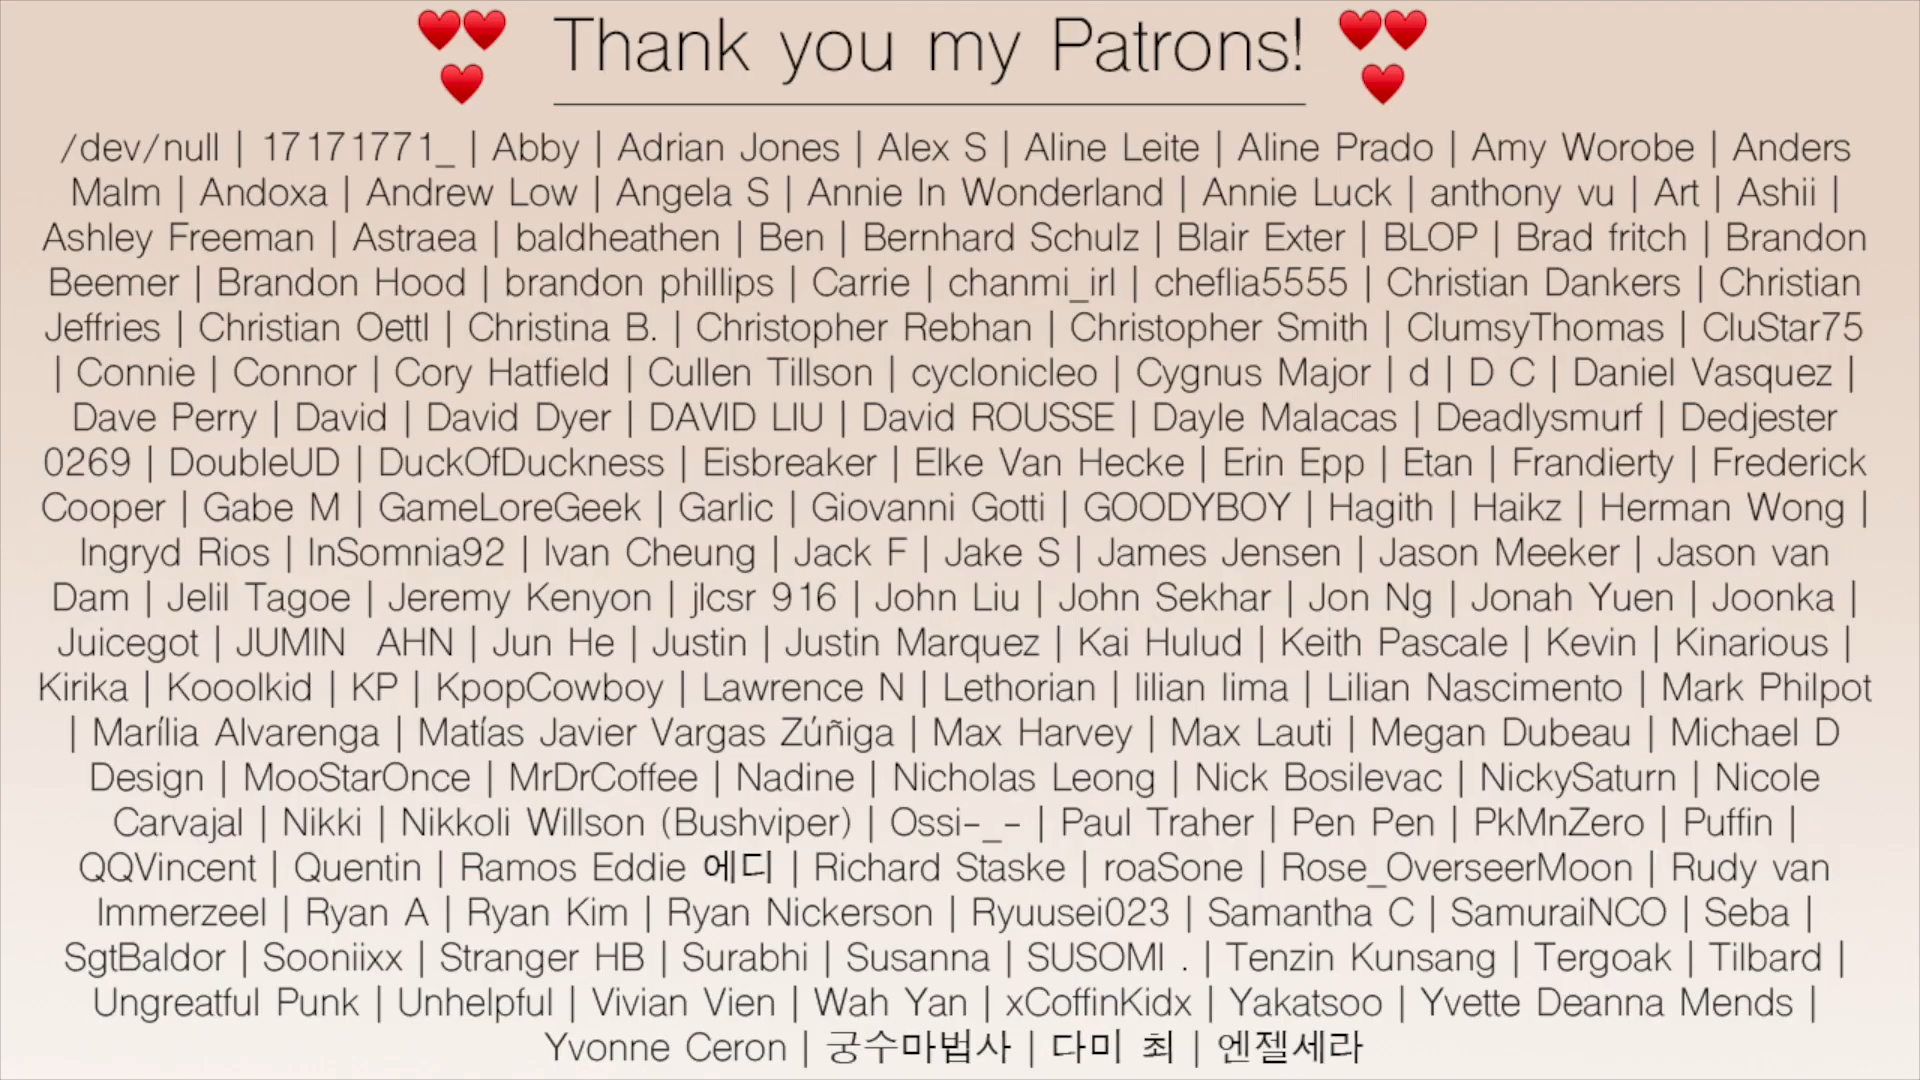 Thank you my Patrons!
/dev/null | 17171771_ | Abby | Adrian Jones | Alex S | Aline Leite | Aline Prado | Amy Worobe | Anders
Malm | Andoxa | Andrew Low | Angela S | Annie In Wonderland | Annie Luck | anthony vu | Art | Ashii |
Ashley Freeman | Astraea | baldheathen | Ben | Bernhard Schulz | Blair Exter | BLOP | Brad fritch | Brandon
Beemer | Brandon Hood | brandon phillips | Carrie | chanmi_irl | cheflia5555 | Christian Dankers | Christian
Jeffries | Christian Oettl | Christina B. | Christopher Rebhan | Christopher Smith | ClumsyThomas | CluStar75
| Connie | Connor | Cory Hatfield | Cullen Tillson | cyclonicleo | Cygnus Major | d | D C | Daniel Vasquez |
Dave Perry | David | David Dyer | DAVID LIU | David ROUSSE | Dayle Malacas | Deadlysmurf | Dedjester
0269 | DoubleUD | DuckOfDuckness | Eisbreaker | Elke Van Hecke | Erin Epp | Etan | Frandierty | Frederick
Cooper | Gabe M | GameLoreGeek | Garlic | Giovanni Gotti | GOODYBOY | Hagith | Haikz | Herman Wong |
Ingryd Rios | InSomnia92 | Ivan Cheung | Jack F | Jake S | James Jensen | Jason Meeker | Jason van
Dam | Jelil Tagoe | Jeremy Kenyon | jlcsr 916 | John Liu | John Sekhar | Jon Ng | Jonah Yuen | Joonka |
Juicegot | JUMIN  AHN | Jun He | Justin | Justin Marquez | Kai Hulud | Keith Pascale | Kevin | Kinarious |
Kirika | Kooolkid | KP | KpopCowboy | Lawrence N | Lethorian | lilian lima | Lilian Nascimento | Mark Philpot
| Marília Alvarenga | Matías Javier Vargas Zúñiga | Max Harvey | Max Lauti | Megan Dubeau | Michael D
Design | MooStarOnce | MrDrCoffee | Nadine | Nicholas Leong | Nick Bosilevac | NickySaturn | Nicole
Carvajal | Nikki | Nikkoli Willson (Bushviper) | Ossi-_- | Paul Traher | Pen Pen | PkMnZero | Puffin |
QQVincent | Quentin | Ramos Eddie 에디 | Richard Staske | roaSone | Rose_OverseerMoon | Rudy van
Immerzeel | Ryan A | Ryan Kim | Ryan Nickerson | Ryuusei023 | Samantha C | SamuraiNCO | Seba |
SgtBaldor | Sooniixx | Stranger HB | Surabhi | Susanna | SUSOMI . | Tenzin Kunsang | Tergoak | Tilbard |
Ungreatful Punk | Unhelpful | Vivian Vien | Wah Yan | xCoffinKidx | Yakatsoo | Yvette Deanna Mends |
Yvonne Ceron | 궁수마법사 | 다미 최 | 엔젤세라